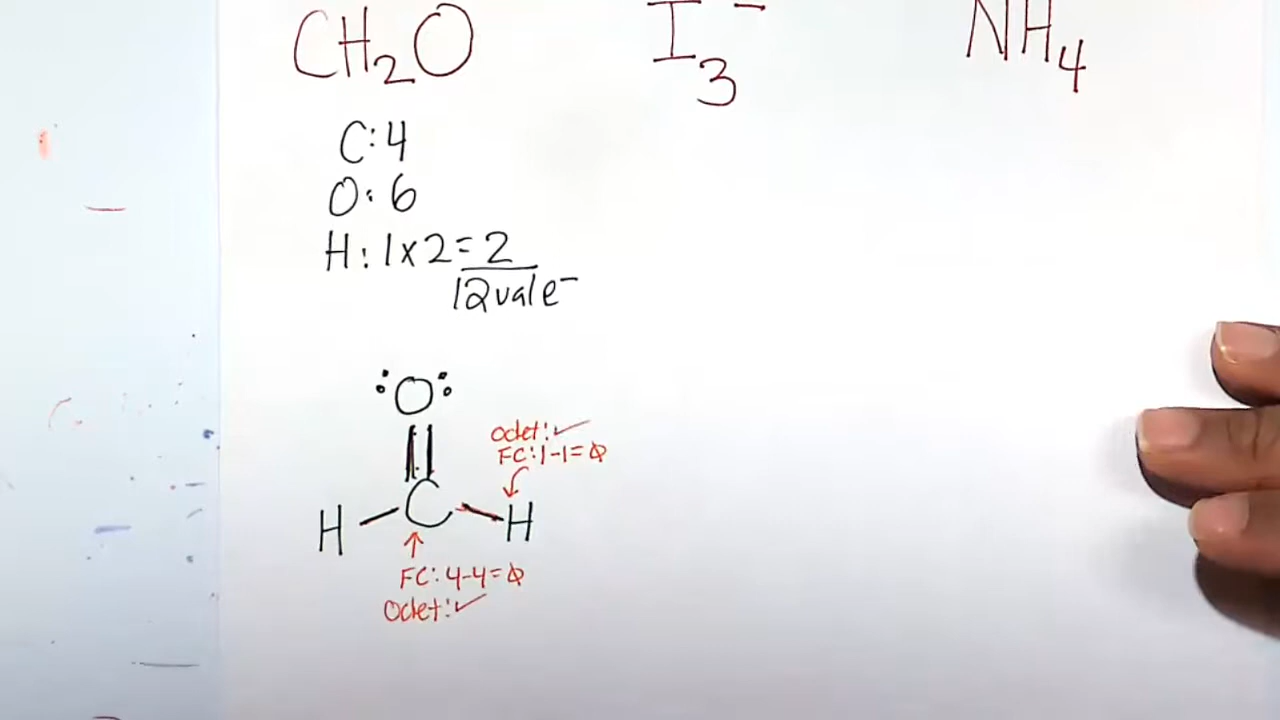 CH₂O
I₃⁻
NH₄
C: 4
O: 6
H: 1x2=2
12 val e⁻
:O:
Octet: ✓
FC: 1-1=0
H-C-H
FC: 4-4=0
Octet: ✓